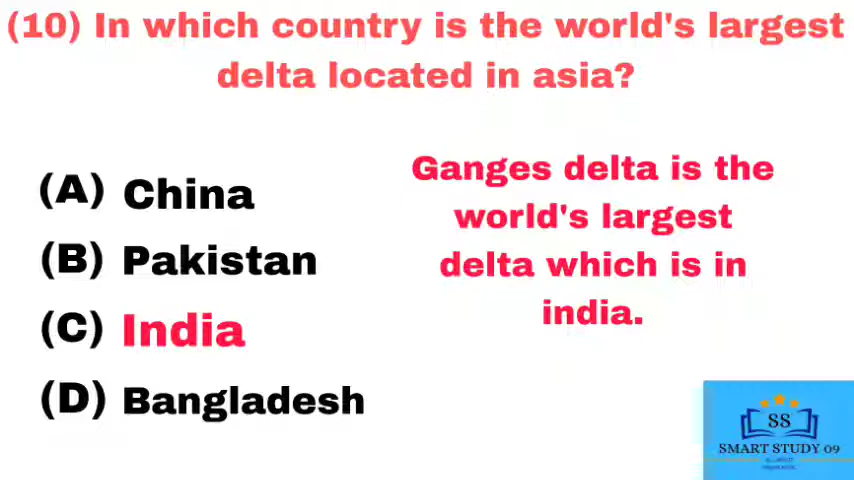 (10) In which country is the world's largest
delta located in asia?
(A) China
(B) Pakistan
(C) India
(D) Bangladesh
Ganges delta is the
world's largest
delta which is in
india.
SS
SMART STUDY 09